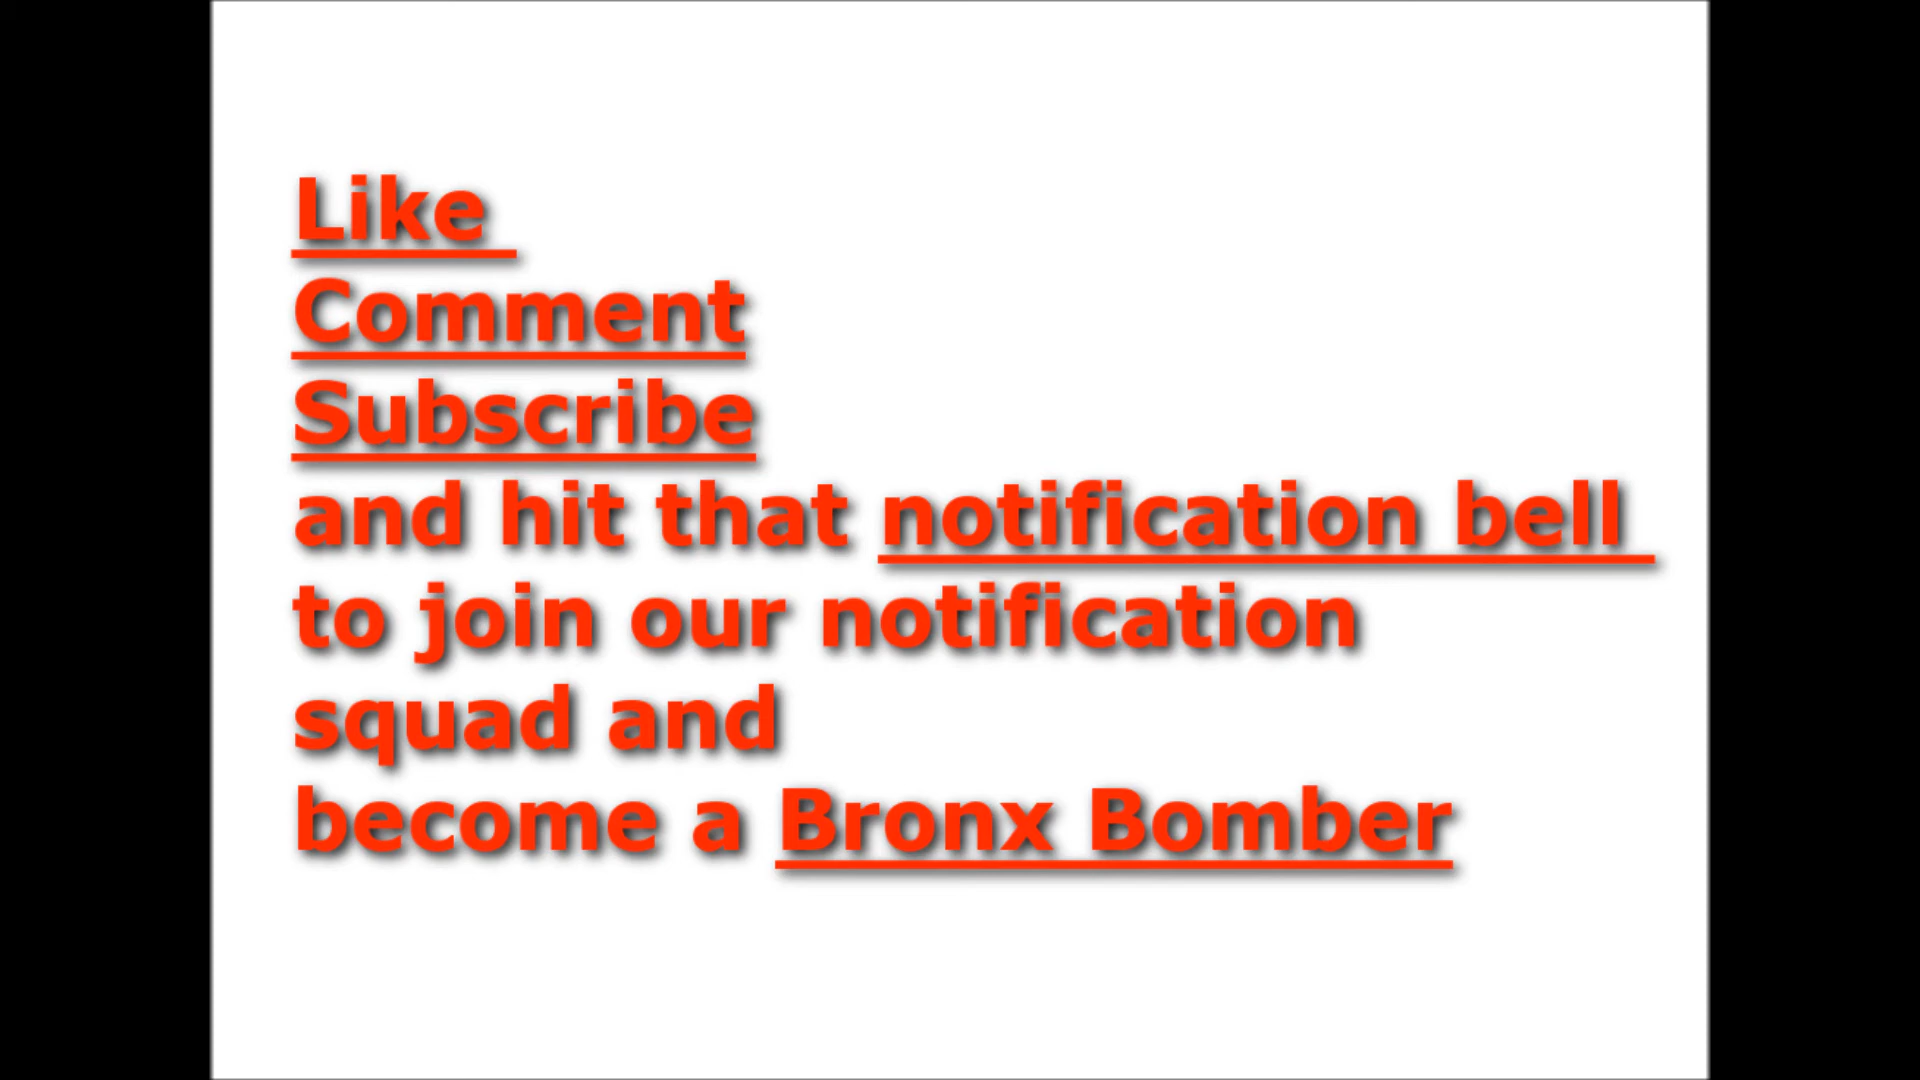 Like
Comment
Subscribe
and hit that notification bell
to join our notification
squad and
become a Bronx Bomber